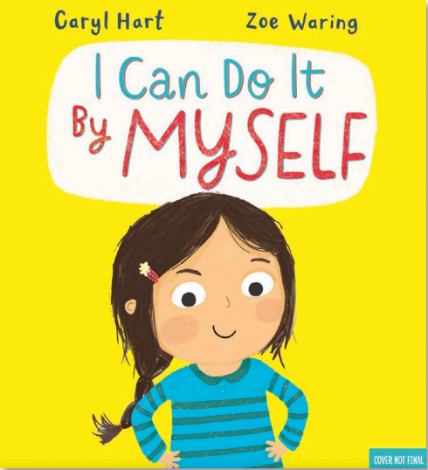 Caryl Hart Zoe Waring
I Can Do It
By MYSELF
COVER NOT FINAL